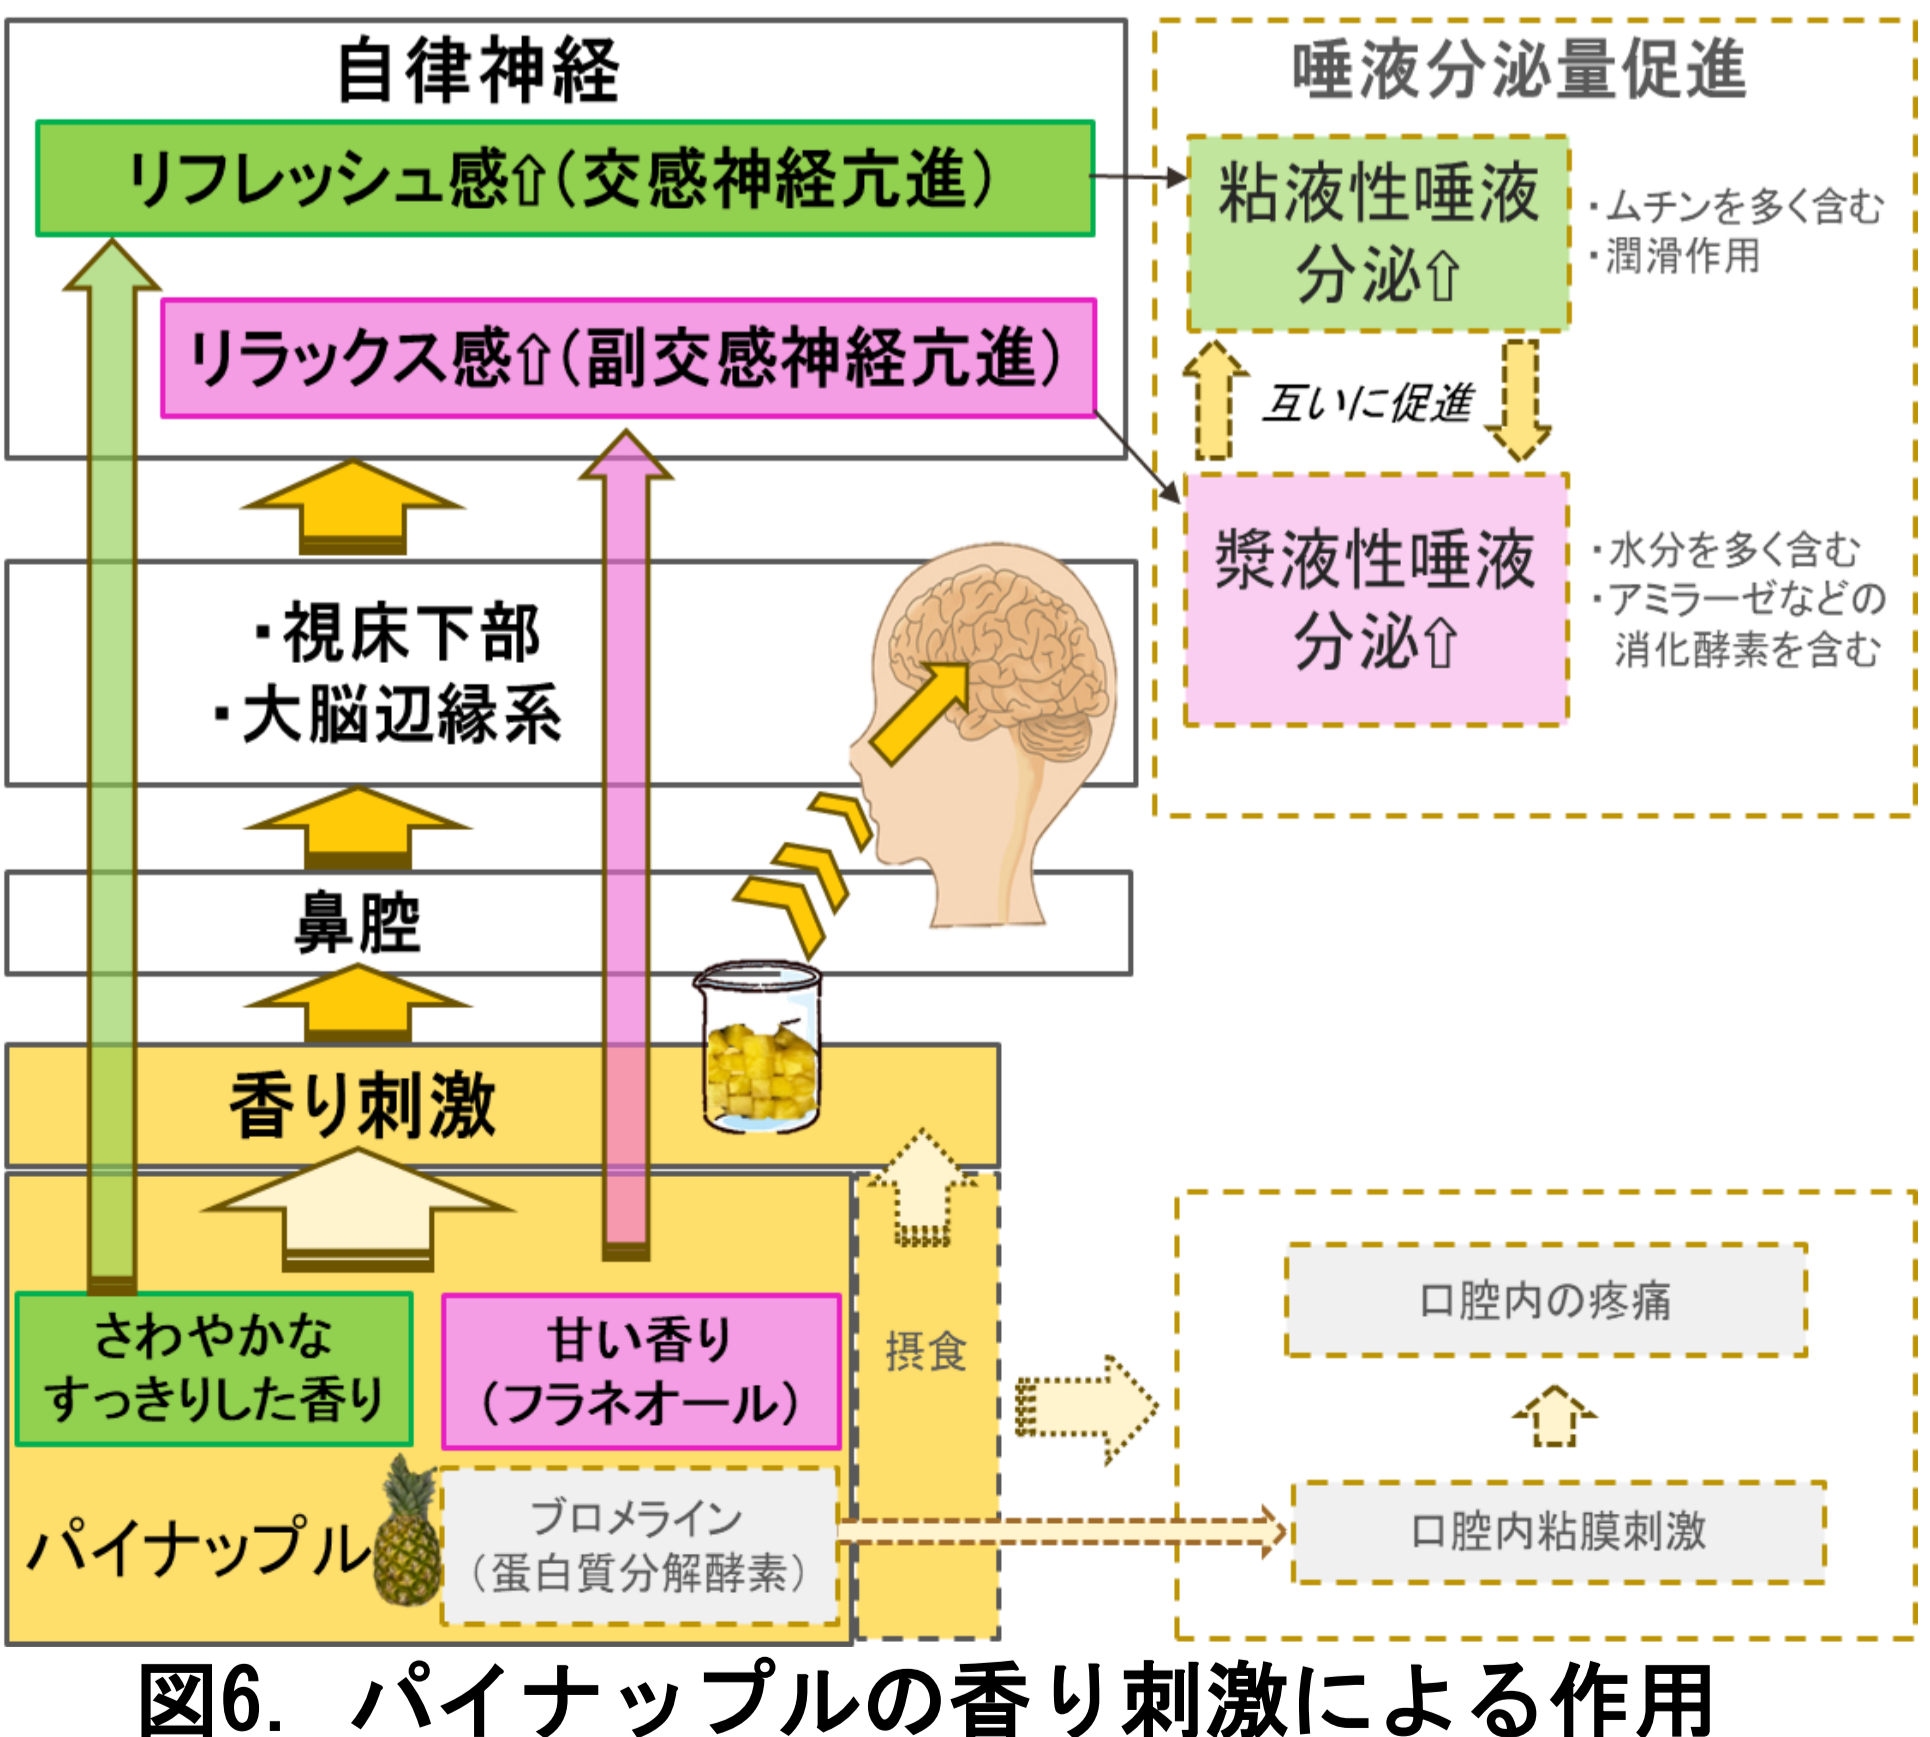 自律神経
リフレッシュ感⇧(交感神経亢進)
リラックス感⇧(副交感神経亢進)
唾液分泌量促進
粘液性唾液
分泌⇧
・ムチンを多く含む
・潤滑作用
互いに促進
漿液性唾液
分泌⇧
・水分を多く含む
・アミラーゼなどの
消化酵素を含む
・視床下部
・大脳辺縁系
鼻腔
香り刺激
さわやかな
すっきりした香り
甘い香り
(フラネオール)
パイナップル
ブロメライン
(蛋白質分解酵素)
摂食
口腔内の疼痛
口腔内粘膜刺激
図6. パイナップルの香り刺激による作用